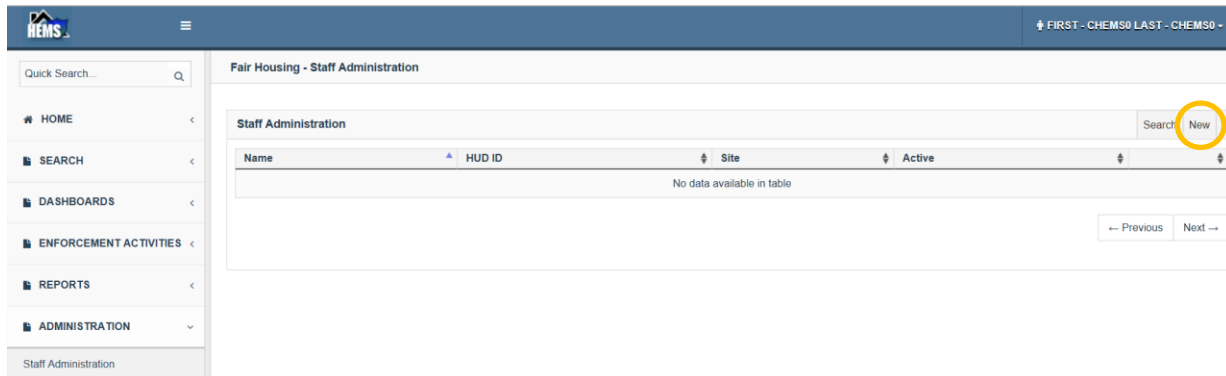 HEMS
FIRST - CHEMS0 LAST - CHEMS0
Quick Search...
Fair Housing - Staff Administration
HOME
SEARCH
DASHBOARDS
ENFORCEMENT ACTIVITIES
REPORTS
ADMINISTRATION
Staff Administration
Staff Administration
Search New
Name HUD ID Site Active
No data available in table
← Previous Next →